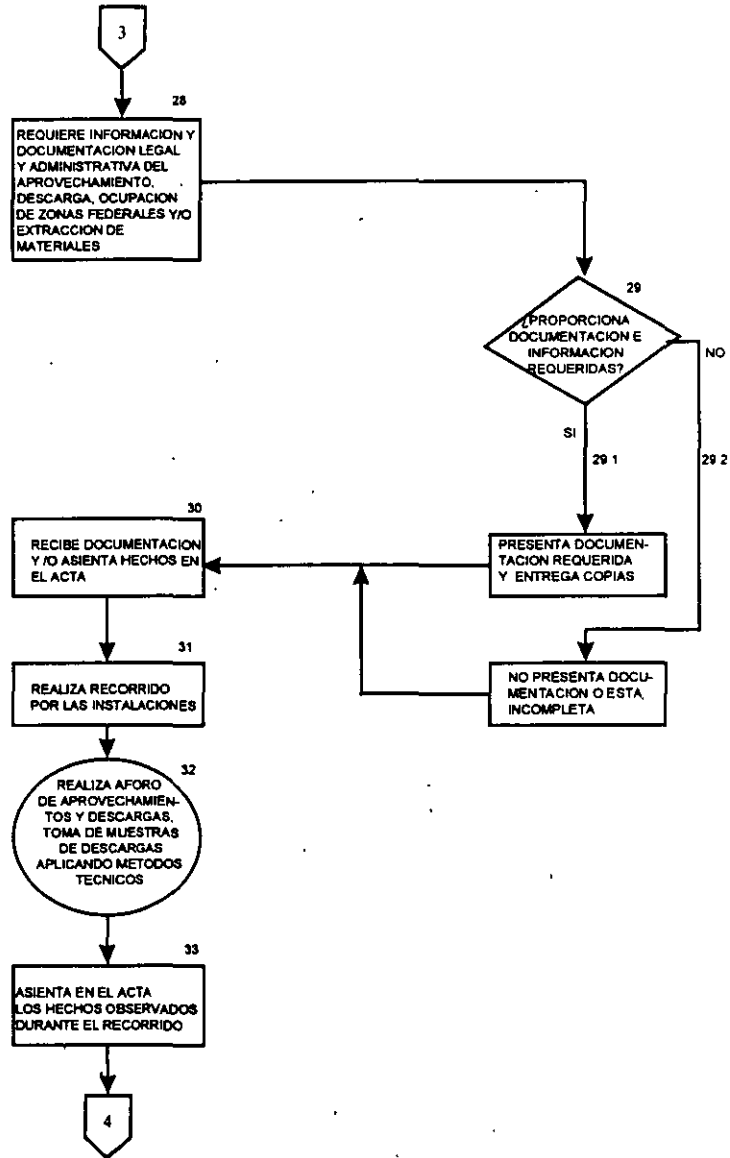 3
28
REQUIERE INFORMACION Y
DOCUMENTACION LEGAL
Y ADMINISTRATIVA DEL
APROVECHAMIENTO,
DESCARGA, OCUPACION
DE ZONAS FEDERALES Y/O
EXTRACCION DE
MATERIALES
29
¿PROPORCIONA
DOCUMENTACION E
INFORMACION
REQUERIDAS?
NO
SI
29 1
29 2
30
RECIBE DOCUMENTACION
Y /O ASIENTA HECHOS EN
EL ACTA
PRESENTA DOCUMEN-
TACION REQUERIDA
Y ENTREGA COPIAS
31
REALIZA RECORRIDO
POR LAS INSTALACIONES
NO PRESENTA DOCU-
MENTACION O ESTA,
INCOMPLETA
32
REALIZA AFORO
DE APROVECHAMIEN-
TOS Y DESCARGAS,
TOMA DE MUESTRAS
DE DESCARGAS
APLICANDO METODOS
TECNICOS
33
ASIENTA EN EL ACTA
LOS HECHOS OBSERVADOS
DURANTE EL RECORRIDO
4